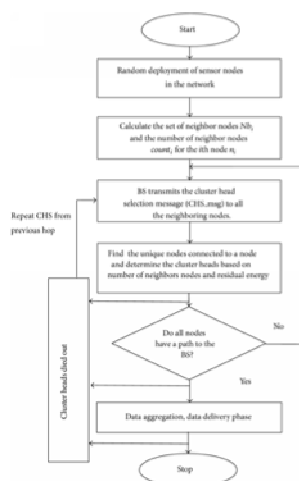 Start
Random deployment of sensor nodes
in the network
Calculate the set of neighbor nodes Nbi
and the number of neighbor nodes
counti for the ith node ni
BS transmits the cluster head
selection message (CHS_msg) to all
the neighboring nodes.
Repeat CHS from
previous hop
Find the unique nodes connected to a node
and determine the cluster heads based on
number of neighbors nodes and residual energy
Cluster heads died out
Do all nodes
have a path to the
BS?
No
Yes
Data aggregation, data delivery phase
Stop